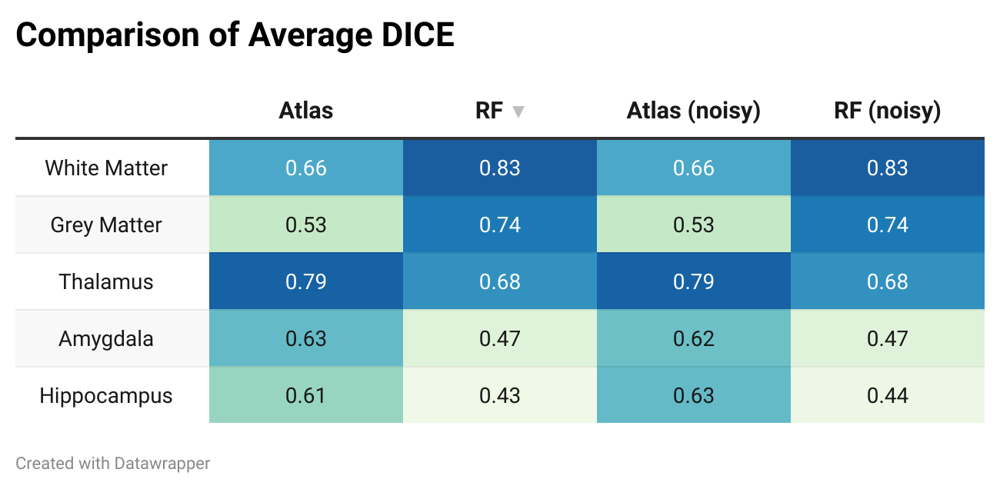 Comparison of Average DICE
Atlas RF ▼ Atlas (noisy) RF (noisy)
White Matter 0.66 0.83 0.66 0.83
Grey Matter 0.53 0.74 0.53 0.74
Thalamus 0.79 0.68 0.79 0.68
Amygdala 0.63 0.47 0.62 0.47
Hippocampus 0.61 0.43 0.63 0.44
Created with Datawrapper